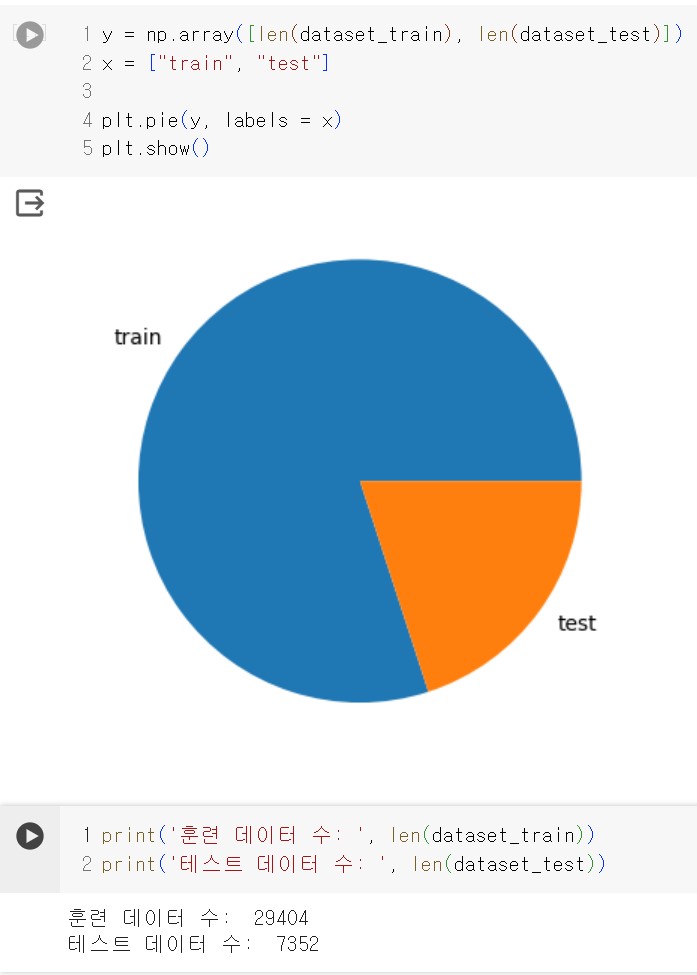 1 y = np.array([len(dataset_train), len(dataset_test)])
2 x = ["train", "test"]
3
4 plt.pie(y, labels = x)
5 plt.show()
train
test
1 print('훈련 데이터 수: ', len(dataset_train))
2 print('테스트 데이터 수: ', len(dataset_test))
훈련 데이터 수:  29404
테스트 데이터 수:  7352